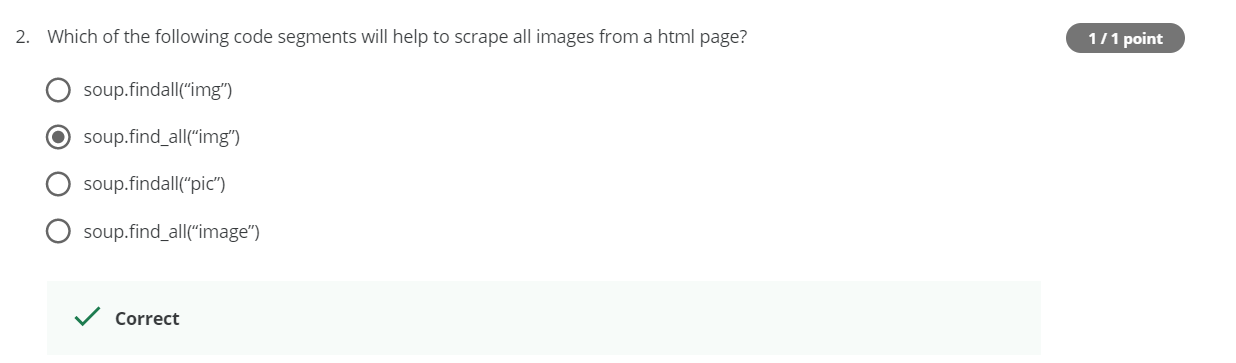 2. Which of the following code segments will help to scrape all images from a html page?
1 / 1 point
soup.findall(“img”)
soup.find_all(“img”)
soup.findall(“pic”)
soup.find_all(“image”)
Correct